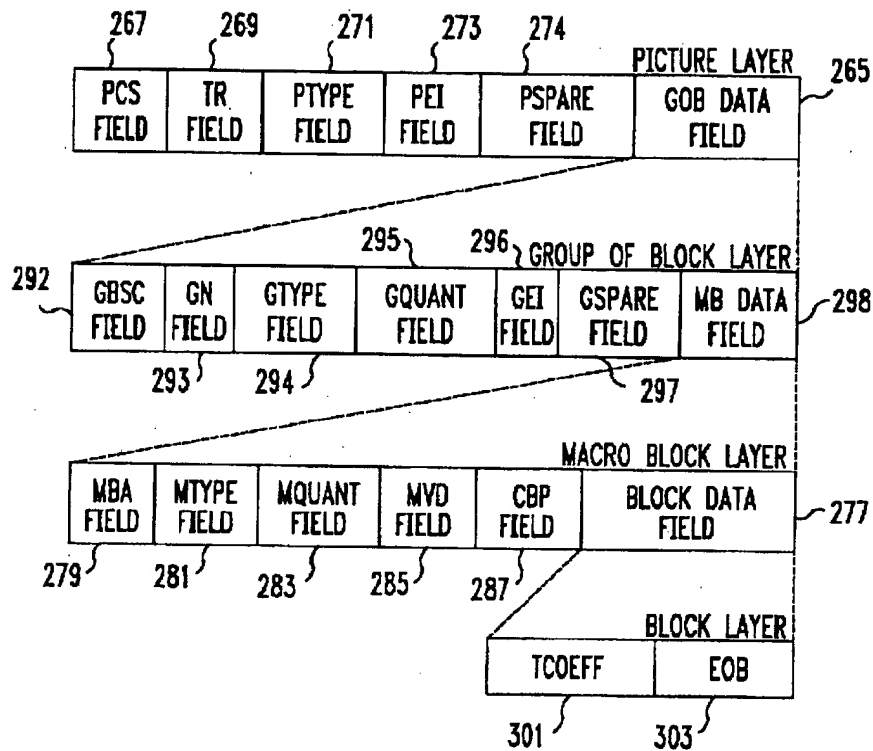 267 269 271 273 274
PICTURE LAYER
PCS FIELD TR FIELD PTYPE FIELD PEI FIELD PSPARE FIELD GOB DATA FIELD
265
295 296
GROUP OF BLOCK LAYER
292
GBSC FIELD GN FIELD GTYPE FIELD GQUANT FIELD GEI FIELD GSPARE FIELD MB DATA FIELD
298
293 294 297
MACRO BLOCK LAYER
MBA FIELD MTYPE FIELD MQUANT FIELD MVD FIELD CBP FIELD BLOCK DATA FIELD
277
279 281 283 285 287
BLOCK LAYER
TCOEFF EOB
301 303